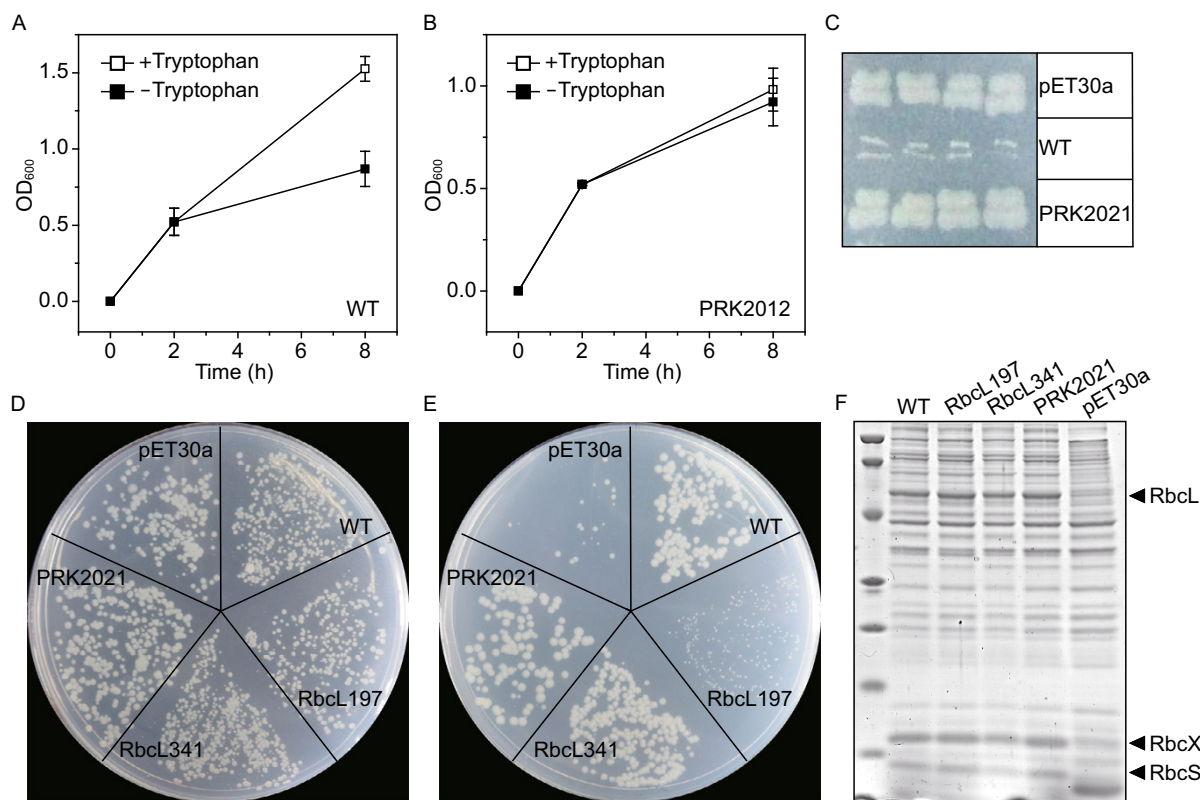 A
+Tryptophan
−Tryptophan
OD600
1.5
1.0
0.5
0.0
0 2 4 6 8
Time (h)
WT
B
+Tryptophan
−Tryptophan
OD600
1.0
0.5
0.0
0 2 4 6 8
Time (h)
PRK2012
C
pET30a
WT
PRK2021
D
pET30a
WT
PRK2021
RbcL197
RbcL341
E
pET30a
WT
PRK2021
RbcL197
RbcL341
F
WT RbcL197 RbcL341 PRK2021 pET30a
RbcL
RbcX
RbcS